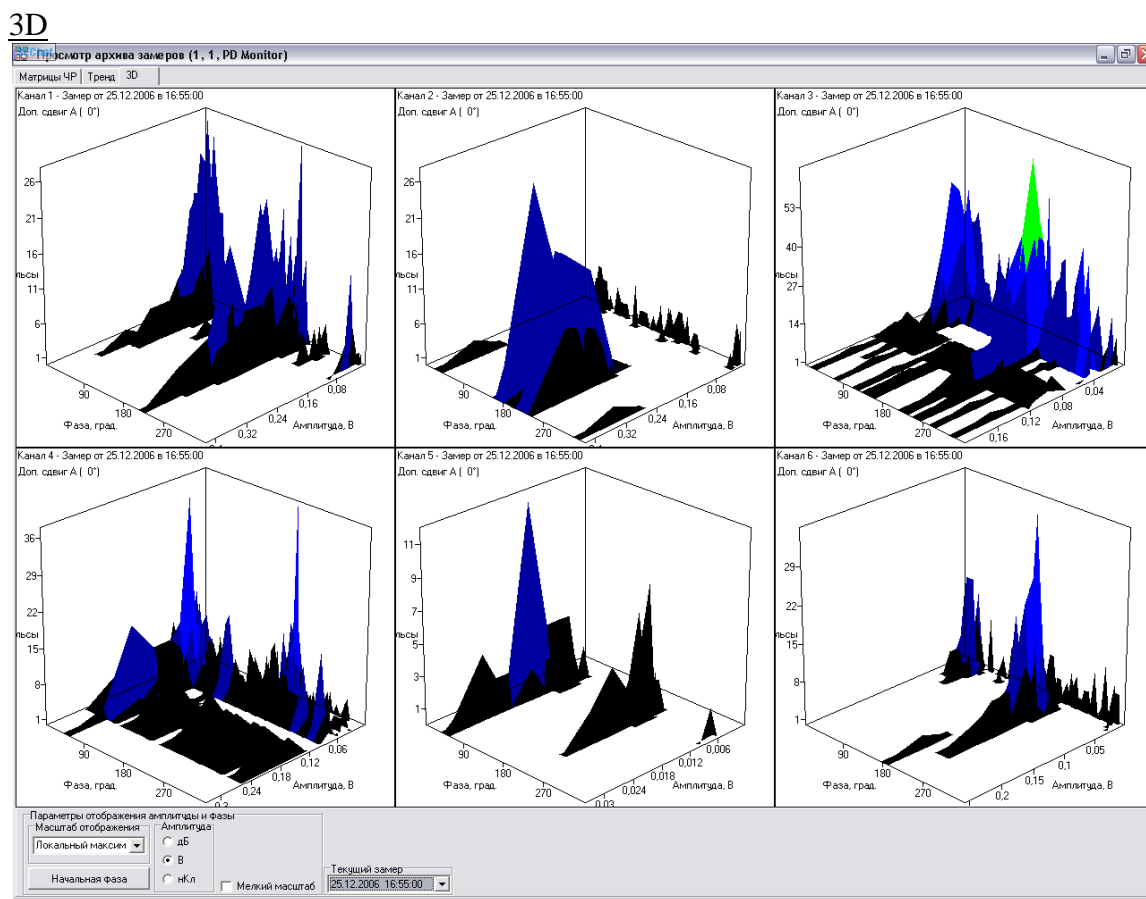 3D
Просмотр архива замеров (1, 1, PD Monitor)
Матрицы ЧР Тренд 3D
Канал 1 - Замер от 25.12.2006 в 16:55:00
Доп. сдвиг А ( 0°)
26
21
16
льсы
11
6
1
90
180
270
Фаза, град.
0,32
0,24
0,16
0,08
Амплитуда, В
Канал 2 - Замер от 25.12.2006 в 16:55:00
Доп. сдвиг А ( 0°)
26
21
16
льсы
11
6
1
90
180
270
Фаза, град.
0,32
0,24
0,16
0,08
Амплитуда, В
Канал 3 - Замер от 25.12.2006 в 16:55:00
Доп. сдвиг А ( 0°)
53
40
льсы
27
14
1
90
180
270
Фаза, град.
0,16
0,12
0,08
0,04
Амплитуда, В
Канал 4 - Замер от 25.12.2006 в 16:55:00
Доп. сдвиг А ( 0°)
36
29
22
льсы
15
8
1
90
180
270
Фаза, град.
0,24
0,18
0,12
0,06
Амплитуда, В
Канал 5 - Замер от 25.12.2006 в 16:55:00
Доп. сдвиг А ( 0°)
11
9
7
льсы
5
3
1
90
180
270
Фаза, град.
0,03
0,024
0,018
0,012
0,006
Амплитуда, В
Канал 6 - Замер от 25.12.2006 в 16:55:00
Доп. сдвиг А ( 0°)
29
22
льсы
15
8
1
90
180
270
Фаза, град.
0,2
0,15
0,1
0,05
Амплитуда, В
Параметры отображения амплитуды и фазы
Масштаб отображения
Локальный максим
Начальная фаза
Амплитуда
дБ
В
нКл
Мелкий масштаб
Текущий замер
25.12.2006 16:55:00